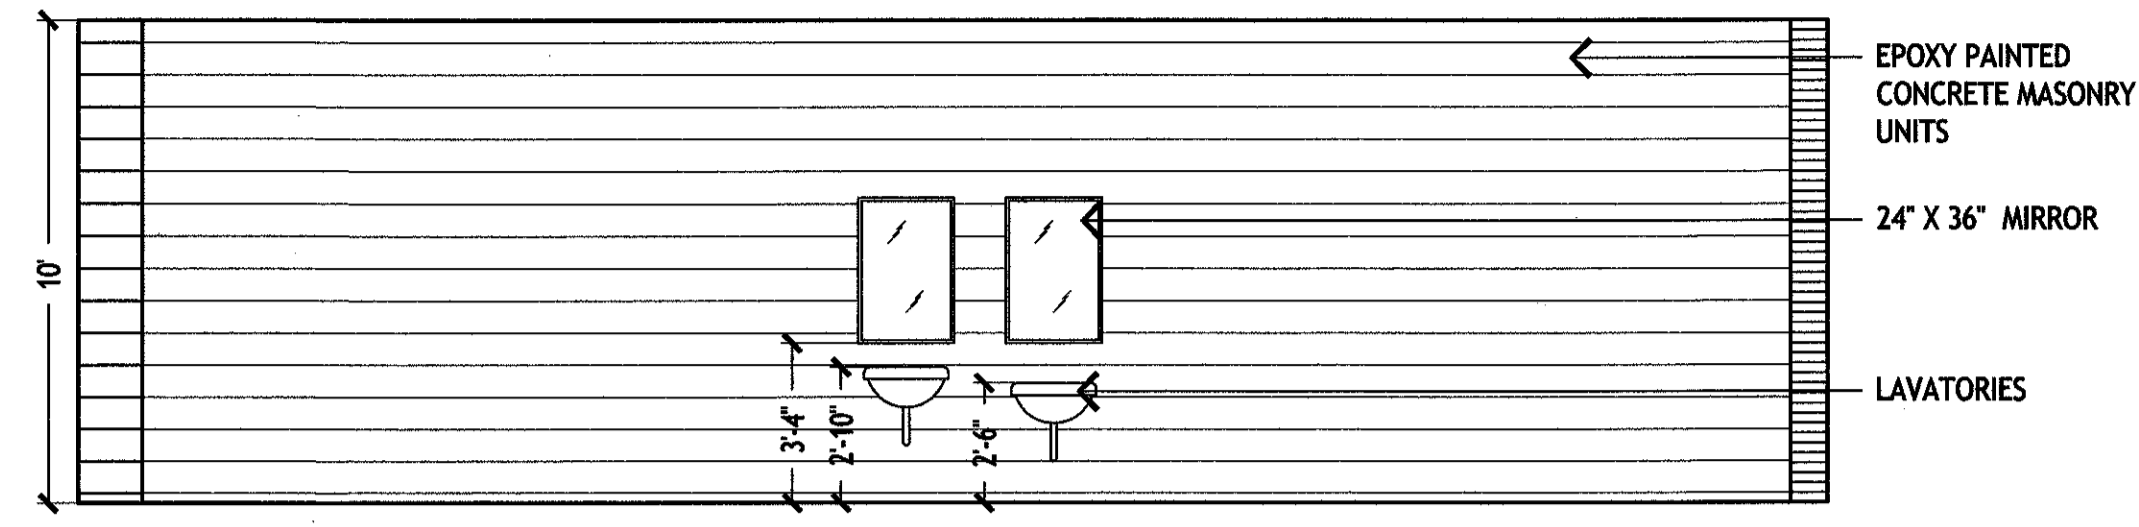 EPOXY PAINTED
CONCRETE MASONRY
UNITS
24" X 36" MIRROR
10'
3'-4"
2'-10"
2'-6"
LAVATORIES